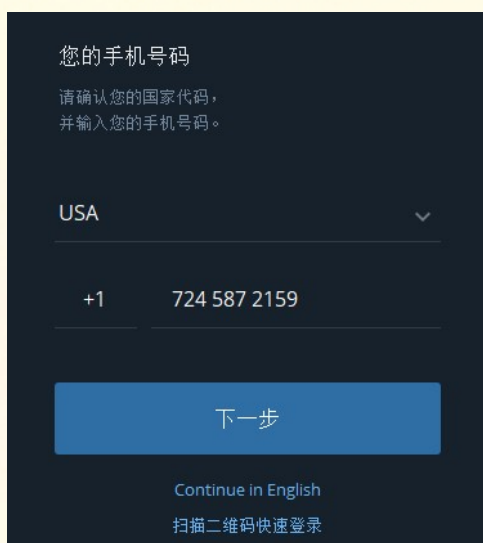 您的手机号码
请确认您的国家代码，
并输入您的手机号码。
USA
+1 724 587 2159
下一步
Continue in English
扫描二维码快速登录